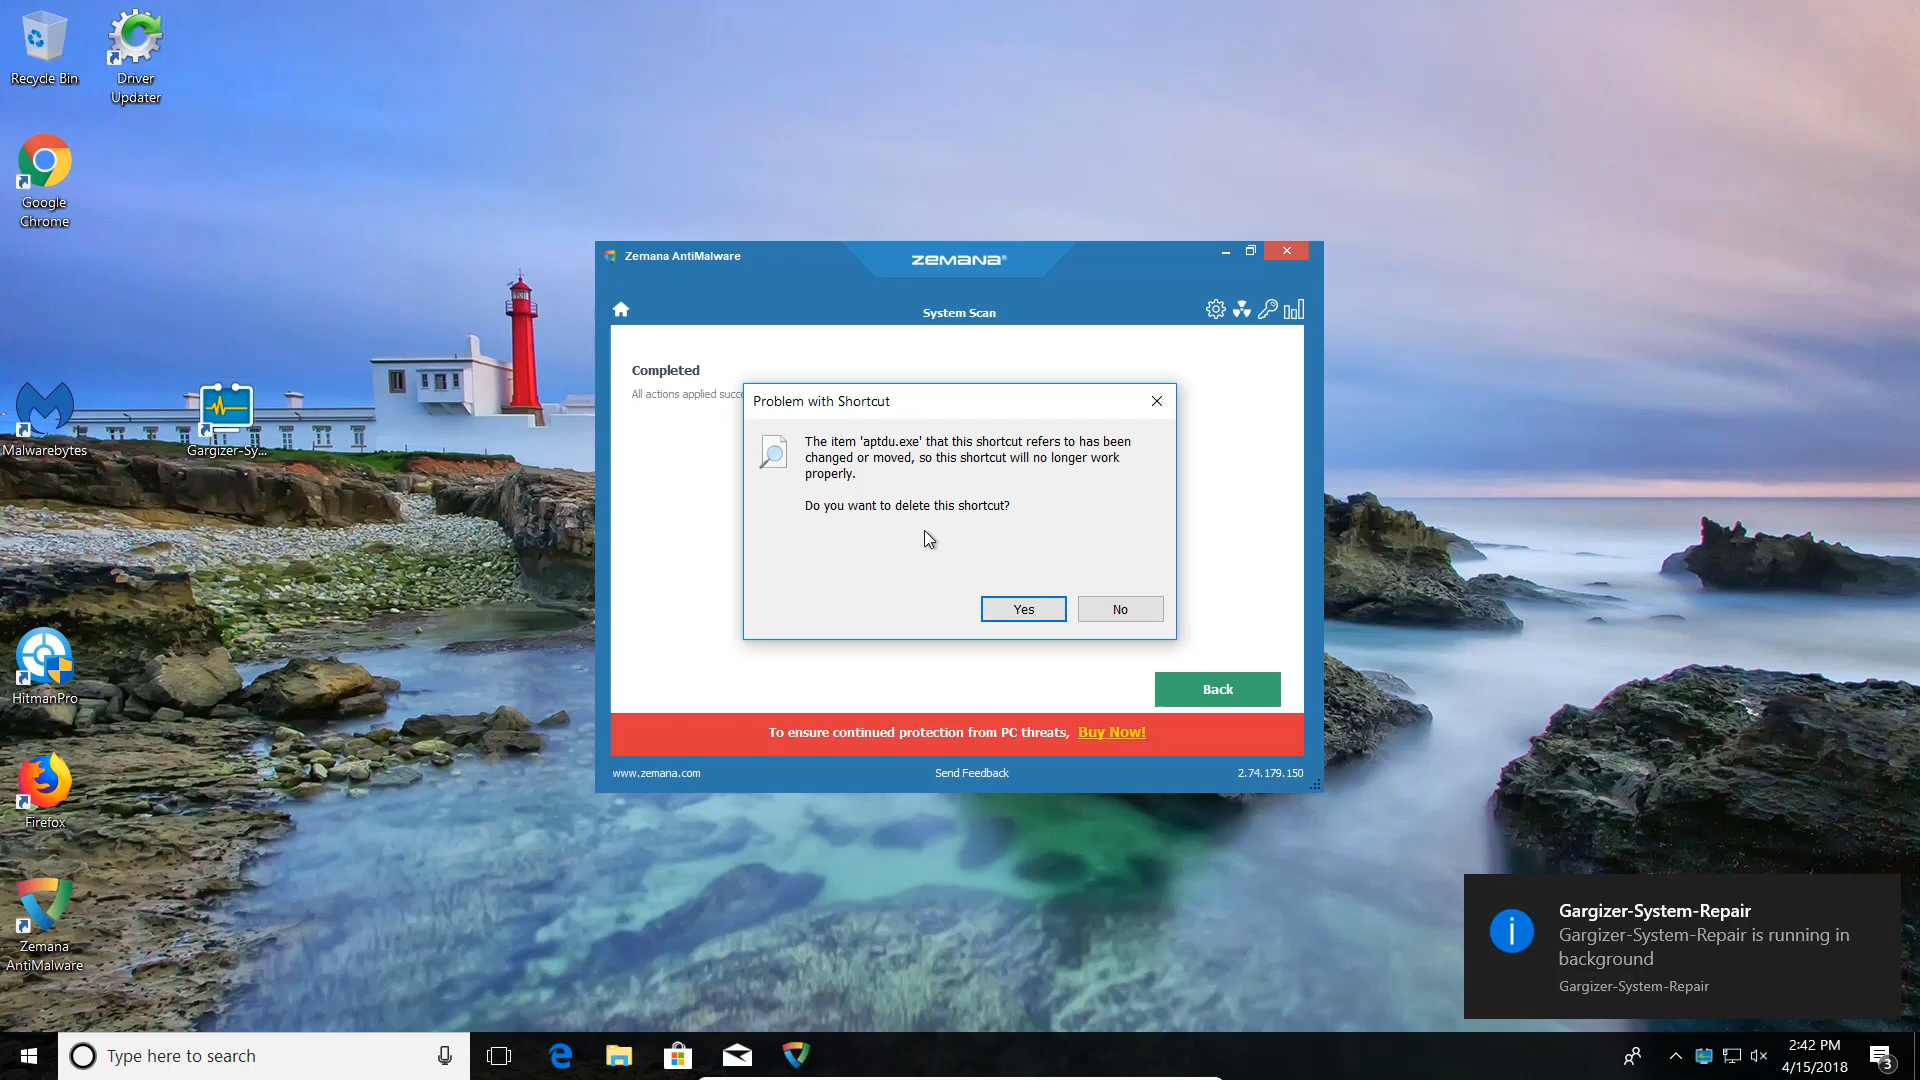 Recycle Bin
Driver
Updater
Google
Chrome
Malwarebytes
Gargizer-Sy...
HitmanPro
Firefox
Zemana
AntiMalware
Zemana AntiMalware
ZEMANA®
System Scan
Completed
All actions applied succe
Problem with Shortcut
The item 'aptdu.exe' that this shortcut refers to has been
changed or moved, so this shortcut will no longer work
properly.
Do you want to delete this shortcut?
Yes
No
Back
To ensure continued protection from PC threats, Buy Now!
www.zemana.com
Send Feedback
2.74.179.150
Gargizer-System-Repair
Gargizer-System-Repair is running in
background
Gargizer-System-Repair
Type here to search
2:42 PM
4/15/2018
3